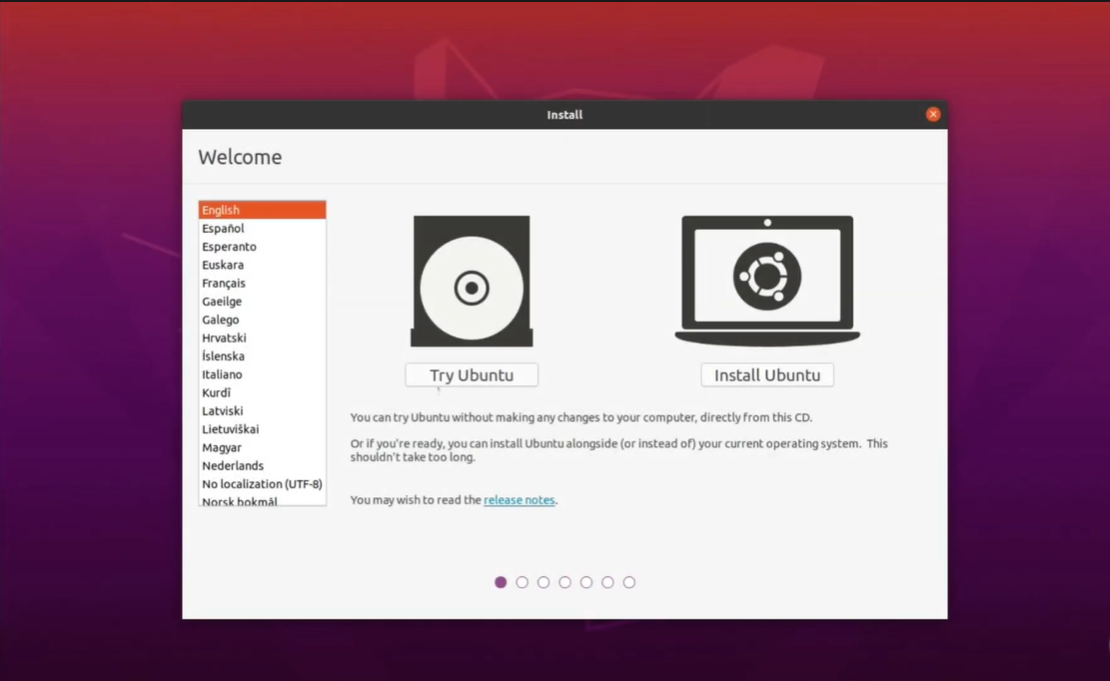 Install
Welcome
English
Español
Esperanto
Euskara
Français
Gaeilge
Galego
Hrvatski
Íslenska
Italiano
Kurdî
Latviski
Lietuviškai
Magyar
Nederlands
No localization (UTF-8)
Norsk bokmål
Try Ubuntu
Install Ubuntu
You can try Ubuntu without making any changes to your computer, directly from this CD.
Or if you're ready, you can install Ubuntu alongside (or instead of) your current operating system. This
shouldn't take too long.
You may wish to read the release notes.